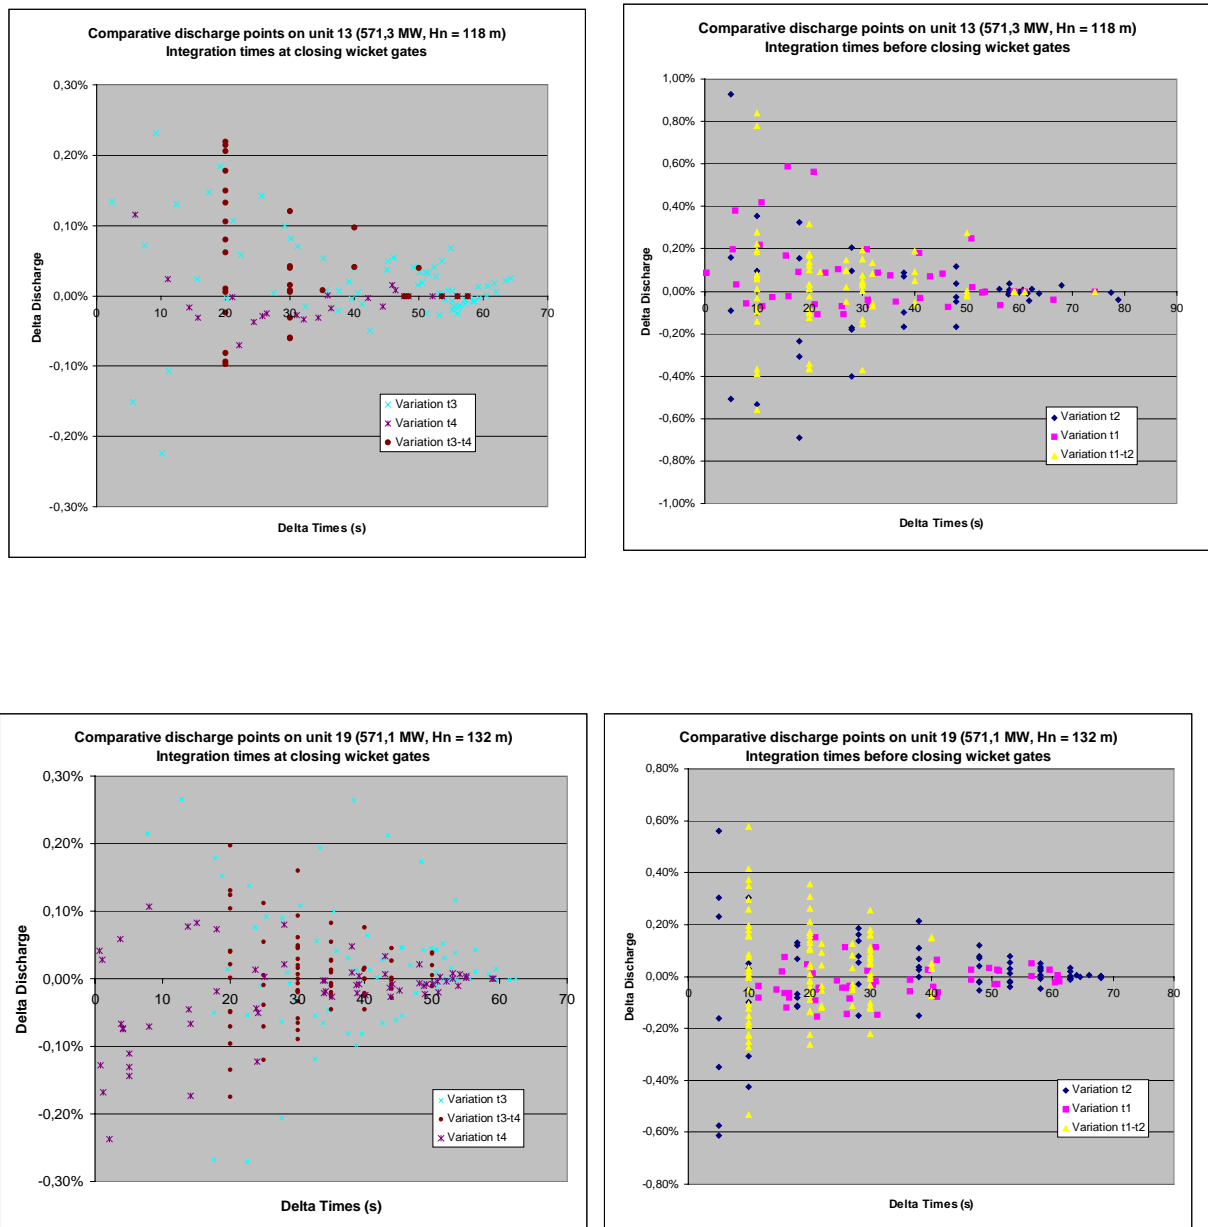 Comparative discharge points on unit 13 (571,3 MW, Hn = 118 m)
Integration times at closing wicket gates
0,30%
0,20%
0,10%
0,00%
-0,10%
-0,20%
-0,30%
0 10 20 30 40 50 60 70
Delta Discharge
Delta Times (s)
Variation t3
Variation t4
Variation t3-t4
Comparative discharge points on unit 13 (571,3 MW, Hn = 118 m)
Integration times before closing wicket gates
1,00%
0,80%
0,60%
0,40%
0,20%
0,00%
-0,20%
-0,40%
-0,60%
-0,80%
-1,00%
0 10 20 30 40 50 60 70 80 90
Delta Discharge
Delta Times (s)
Variation t2
Variation t1
Variation t1-t2
Comparative discharge points on unit 19 (571,1 MW, Hn = 132 m)
Integration times at closing wicket gates
0,30%
0,20%
0,10%
0,00%
-0,10%
-0,20%
-0,30%
0 10 20 30 40 50 60 70
Delta Discharge
Delta Times (s)
Variation t3
Variation t3-t4
Variation t4
Comparative discharge points on unit 19 (571,1 MW, Hn = 132 m)
Integration times before closing wicket gates
0,80%
0,60%
0,40%
0,20%
0,00%
-0,20%
-0,40%
-0,60%
-0,80%
0 10 20 30 40 50 60 70 80
Delta Discharge
Delta Times (s)
Variation t2
Variation t1
Variation t1-t2